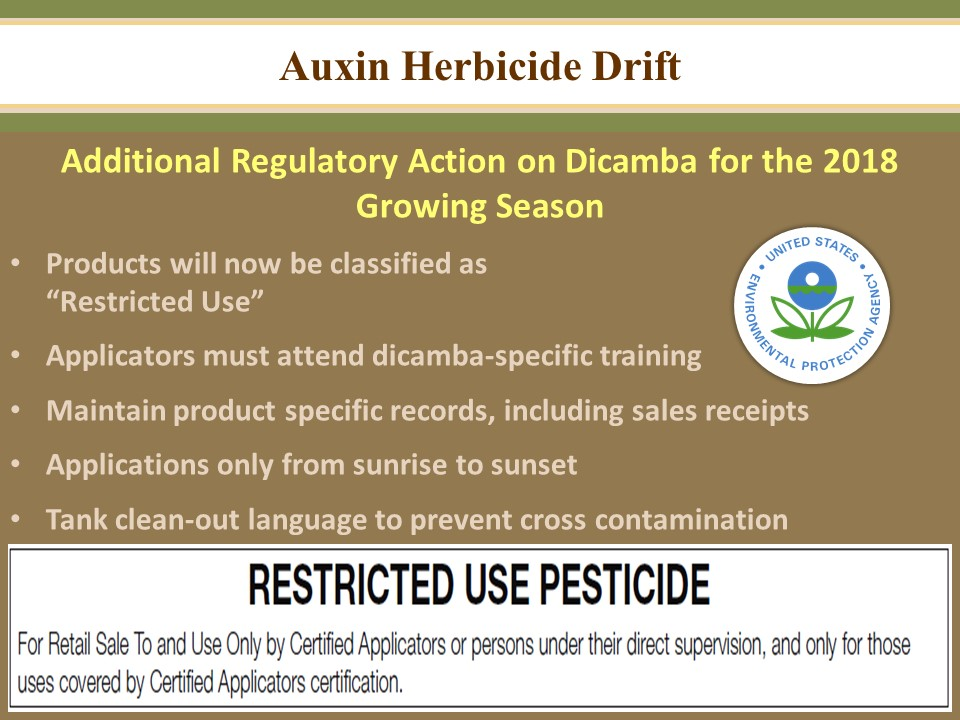 Auxin Herbicide Drift
Additional Regulatory Action on Dicamba for the 2018
Growing Season
• Products will now be classified as
“Restricted Use”
• Applicators must attend dicamba-specific training
• Maintain product specific records, including sales receipts
• Applications only from sunrise to sunset
• Tank clean-out language to prevent cross contamination
UNITED STATES • ENVIRONMENTAL PROTECTION AGENCY •
RESTRICTED USE PESTICIDE
For Retail Sale To and Use Only by Certified Applicators or persons under their direct supervision, and only for those
uses covered by Certified Applicators certification.